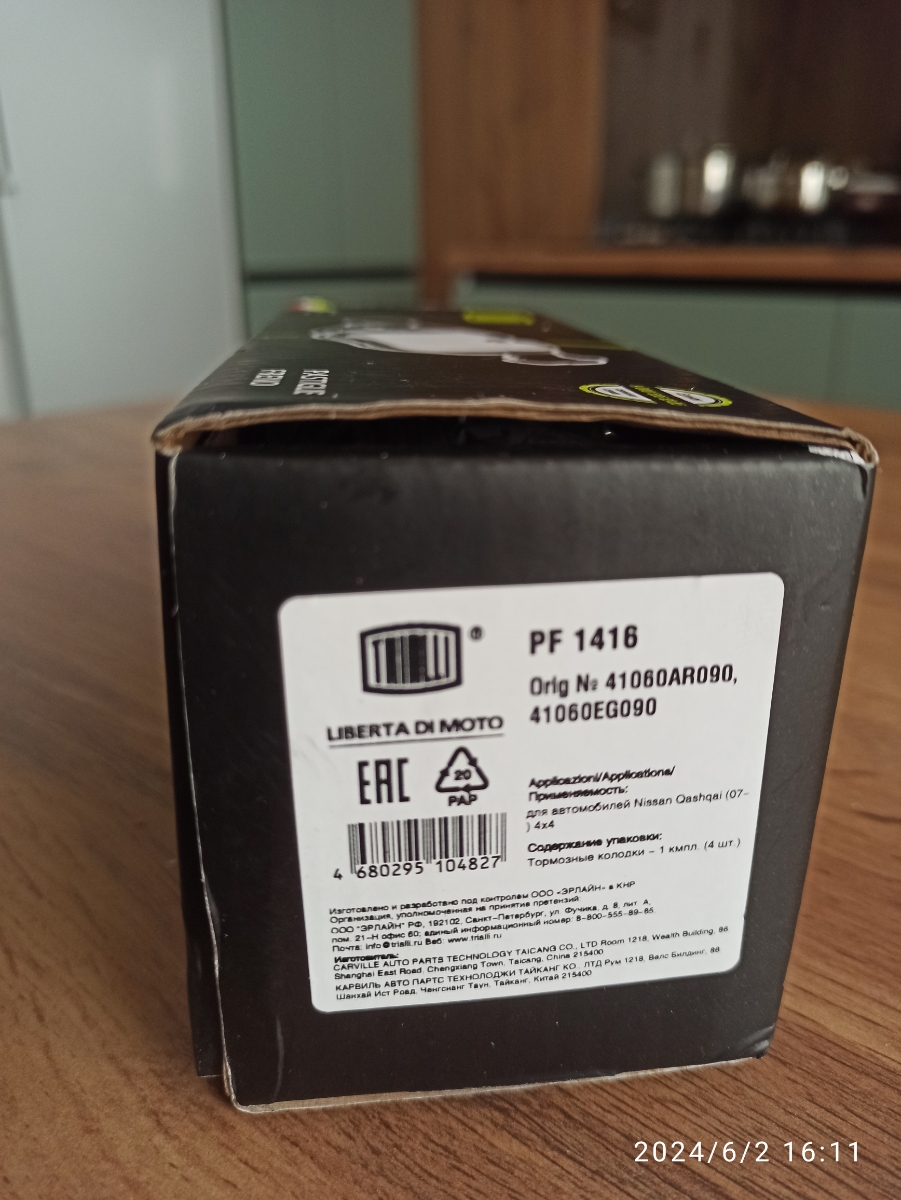 PASTIGLIE
FRENO
TRIALLI ®
LIBERTA DI MOTO
EAC
20
PAP
4 680295 104827
PF 1416
Orig № 41060AR090,
41060EG090
Applicazioni/Applications/
Применяемость:
для автомобилей Nissan Qashqai (07-
) 4x4
Содержание упаковки:
Тормозные колодки – 1 кмпл. (4 шт.)
Изготовлено и разработано под контролем ООО «ЭРЛАЙН» в КНР
Организация, уполномоченная на принятие претензий
ООО "ЭРЛАЙН" РФ, 192102, Санкт-Петербург, ул. Фучика, д. 8, лит. А,
пом. 21-Н офис 60; единый информационный номер: 8-800-555-89-85.
Почта: info@trialli.ru Веб: www.trialli.ru
Изготовитель:
CARVILLE AUTO PARTS TECHNOLOGY TAICANG CO., LTD Room 1218, Wealth Building, 86
Shanghai East Road, Chengxiang Town, Taicang, China 215400
КАРВИЛЬ АВТО ПАРТС ТЕХНОЛОДЖИ ТАЙКАНГ КО., ЛТД Рум 1218, Велс Билдинг, 86
Шанхай Ист Роад, Ченгсианг Таун, Тайканг, Китай 215400
2024/6/2 16:11